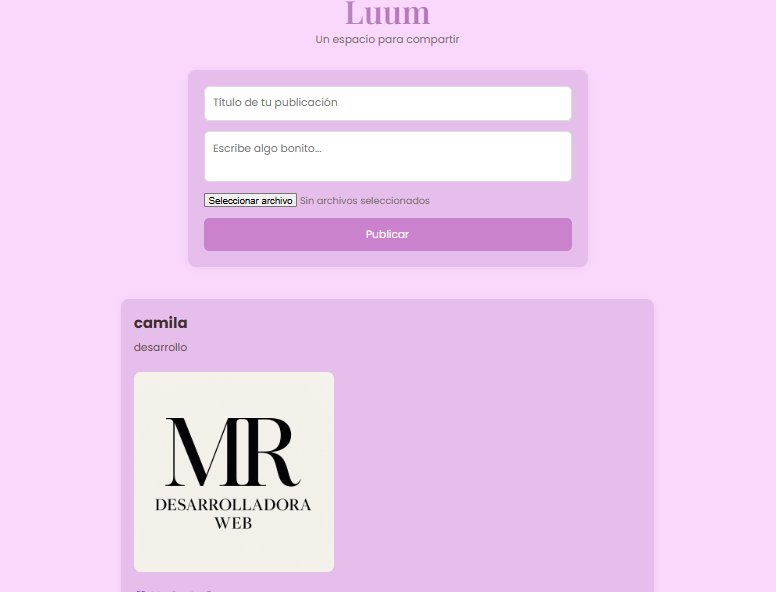 Luum
Un espacio para compartir
Título de tu publicación
Escribe algo bonito...
Seleccionar archivo Sin archivos seleccionados
Publicar
camila
desarrollo
MR
DESARROLLADORA
WEB